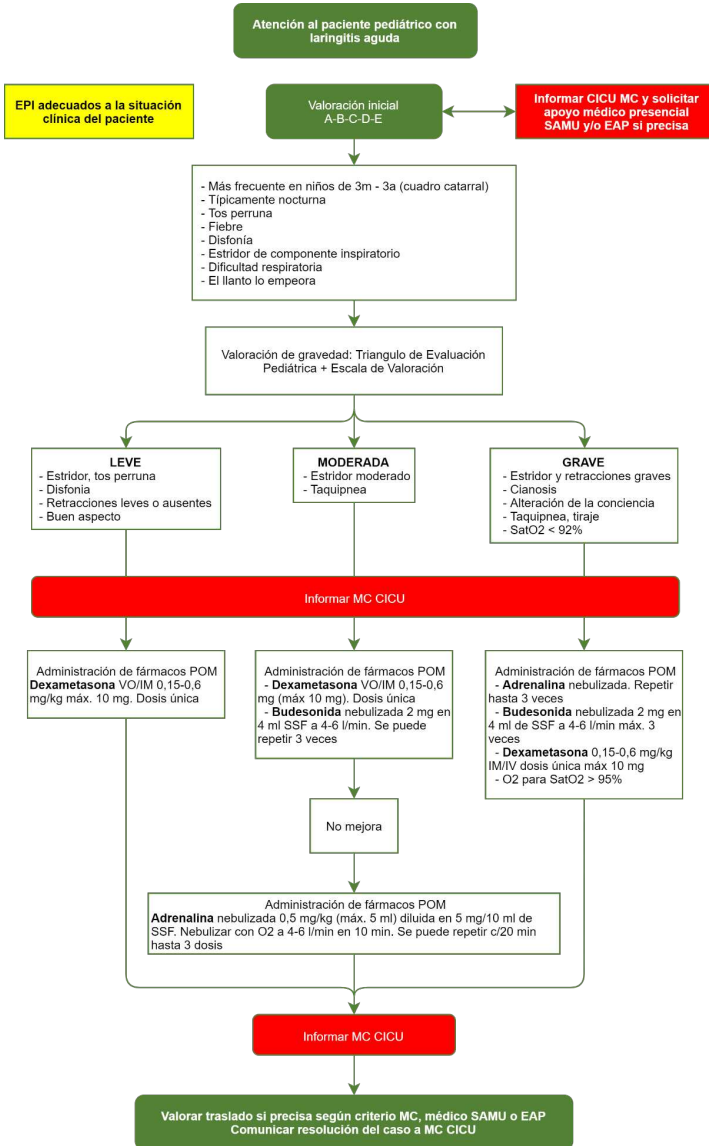 Atención al paciente pediátrico con
laringitis aguda
EPI adecuados a la situación
clínica del paciente
Valoración inicial
A-B-C-D-E
Informar CICU MC y solicitar
apoyo médico presencial
SAMU y/o EAP si precisa
- Más frecuente en niños de 3m - 3a (cuadro catarral)
- Típicamente nocturna
- Tos perruna
- Fiebre
- Disfonía
- Estridor de componente inspiratorio
- Dificultad respiratoria
- El llanto lo empeora
Valoración de gravedad: Triangulo de Evaluación
Pediátrica + Escala de Valoración
LEVE
- Estridor, tos perruna
- Disfonia
- Retracciones leves o ausentes
- Buen aspecto
MODERADA
- Estridor moderado
- Taquipnea
GRAVE
- Estridor y retracciones graves
- Cianosis
- Alteración de la conciencia
- Taquipnea, tiraje
- SatO2 < 92%
Informar MC CICU
Administración de fármacos POM
Dexametasona VO/IM 0,15-0,6
mg/kg máx. 10 mg. Dosis única
Administración de fármacos POM
- Dexametasona VO/IM 0,15-0,6
mg (máx 10 mg). Dosis única
- Budesonida nebulizada 2 mg en
4 ml SSF a 4-6 l/min. Se puede
repetir 3 veces
Administración de fármacos POM
- Adrenalina nebulizada. Repetir
hasta 3 veces
- Budesonida nebulizada 2 mg en
4 ml de SSF a 4-6 l/min máx. 3
veces
- Dexametasona 0,15-0,6 mg/kg
IM/IV dosis única máx 10 mg
- O2 para SatO2 > 95%
No mejora
Administración de fármacos POM
Adrenalina nebulizada 0,5 mg/kg (máx. 5 ml) diluida en 5 mg/10 ml de
SSF. Nebulizar con O2 a 4-6 l/min en 10 min. Se puede repetir c/20 min
hasta 3 dosis
Informar MC CICU
Valorar traslado si precisa según criterio MC, médico SAMU o EAP
Comunicar resolución del caso a MC CICU